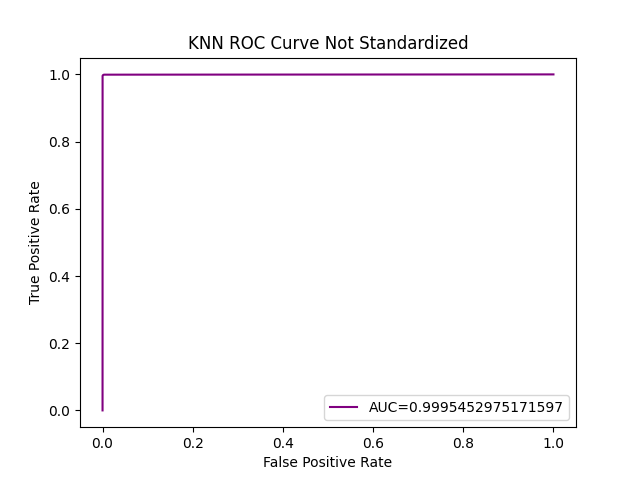 KNN ROC Curve Not Standardized
1.0
0.8
0.6
0.4
0.2
0.0
True Positive Rate
AUC=0.9995452975171597
0.0 0.2 0.4 0.6 0.8 1.0
False Positive Rate